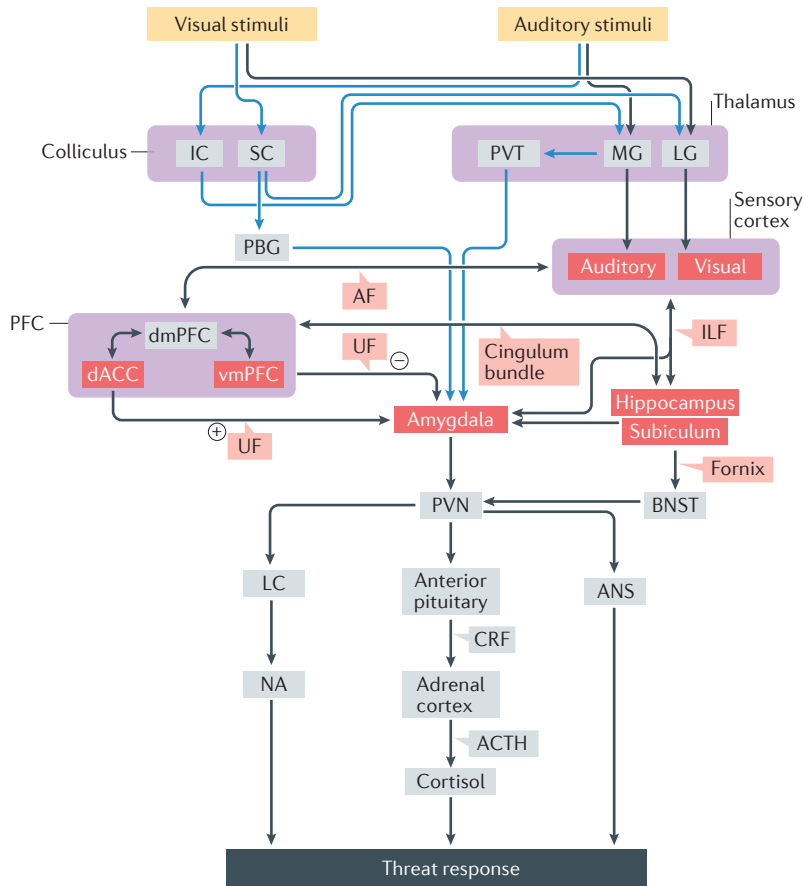 Visual stimuli
Auditory stimuli
Thalamus
Colliculus
IC
SC
PVT
MG
LG
Sensory
cortex
PBG
Auditory
Visual
AF
PFC
dmPFC
UF
−
Cingulum
bundle
ILF
dACC
vmPFC
Hippocampus
Amygdala
Subiculum
+
UF
Fornix
PVN
BNST
LC
Anterior
pituitary
ANS
CRF
NA
Adrenal
cortex
ACTH
Cortisol
Threat response